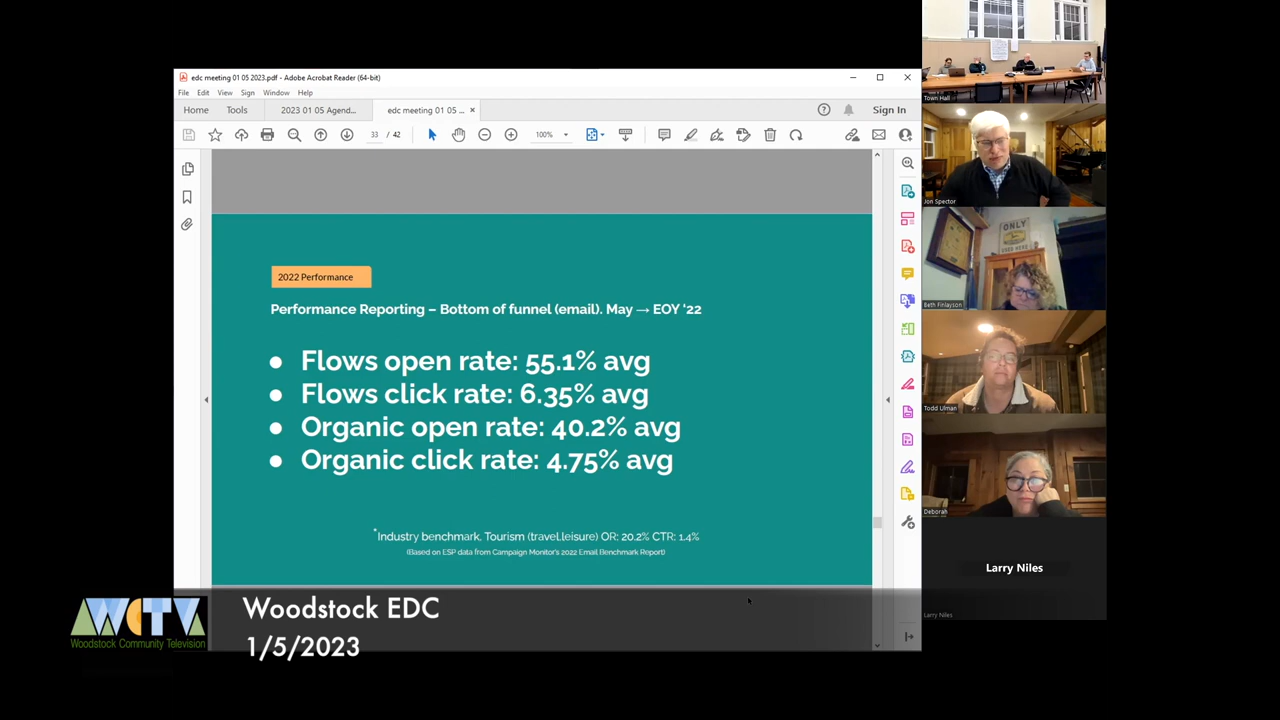 edc meeting 01 05 2023.pdf - Adobe Acrobat Reader (64-bit)
File Edit View Sign Window Help
Home Tools 2023 01 05 Agend... edc meeting 01 05 ... Sign In
33 / 42 100%
2022 Performance
Performance Reporting – Bottom of funnel (email). May → EOY '22
● Flows open rate: 55.1% avg
● Flows click rate: 6.35% avg
● Organic open rate: 40.2% avg
● Organic click rate: 4.75% avg
*Industry benchmark, Tourism (travel,leisure) OR: 20.2% CTR: 1.4%
(Based on ESP data from Campaign Monitor's 2022 Email Benchmark Report)
Town Hall
Jon Spector
ONLY
USED HERE
Beth Finlayson
Todd Ulman
Deborah
Larry Niles
Larry Niles
WCTV
Woodstock Community Television
Woodstock EDC
1/5/2023